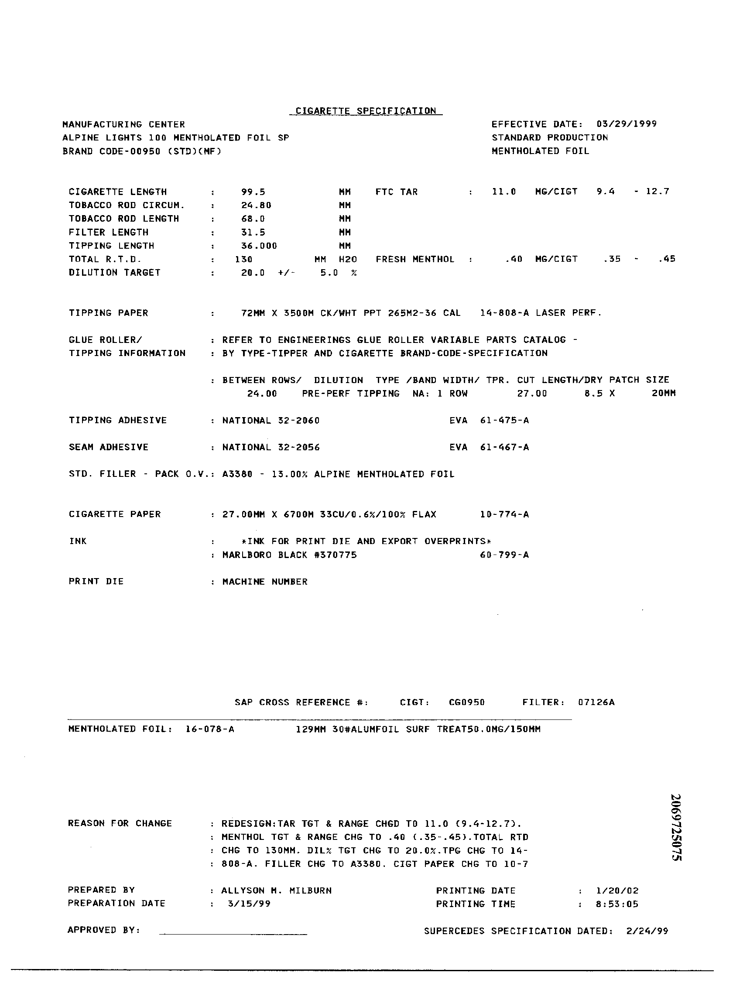 CIGARETTE SPECIFICATION
MANUFACTURING CENTER EFFECTIVE DATE: 03/29/1999
ALPINE LIGHTS 100 MENTHOLATED FOIL SP STANDARD PRODUCTION
BRAND CODE-00950 (STD)(MF) MENTHOLATED FOIL
CIGARETTE LENGTH : 99.5 MM FTC TAR : 11.0 MG/CIGT 9.4 - 12.7
TOBACCO ROD CIRCUM. : 24.80 MM
TOBACCO ROD LENGTH : 68.0 MM
FILTER LENGTH : 31.5 MM
TIPPING LENGTH : 36.000 MM
TOTAL R.T.D. : 130 MM H2O FRESH MENTHOL : .40 MG/CIGT .35 - .45
DILUTION TARGET : 20.0 +/- 5.0 %
TIPPING PAPER : 72MM X 3500M CK/WHT PPT 265M2-36 CAL 14-808-A LASER PERF.
GLUE ROLLER/ : REFER TO ENGINEERINGS GLUE ROLLER VARIABLE PARTS CATALOG -
TIPPING INFORMATION : BY TYPE-TIPPER AND CIGARETTE BRAND-CODE-SPECIFICATION
: BETWEEN ROWS/ DILUTION TYPE /BAND WIDTH/ TPR. CUT LENGTH/DRY PATCH SIZE
24.00 PRE-PERF TIPPING NA: 1 ROW 27.00 8.5 X 20MM
TIPPING ADHESIVE : NATIONAL 32-2060 EVA 61-475-A
SEAM ADHESIVE : NATIONAL 32-2056 EVA 61-467-A
STD. FILLER - PACK O.V.: A3380 - 13.00% ALPINE MENTHOLATED FOIL
CIGARETTE PAPER : 27.00MM X 6700M 33CU/0.6%/100% FLAX 10-774-A
INK : *INK FOR PRINT DIE AND EXPORT OVERPRINTS*
: MARLBORO BLACK #370775 60-799-A
PRINT DIE : MACHINE NUMBER
SAP CROSS REFERENCE #: CIGT: CG0950 FILTER: 07126A
MENTHOLATED FOIL: 16-078-A 129MM 30#ALUMFOIL SURF TREAT50.0MG/150MM
REASON FOR CHANGE : REDESIGN:TAR TGT & RANGE CHGD TO 11.0 (9.4-12.7).
: MENTHOL TGT & RANGE CHG TO .40 (.35-.45).TOTAL RTD
: CHG TO 130MM. DIL% TGT CHG TO 20.0%.TPG CHG TO 14-
: 808-A. FILLER CHG TO A3380. CIGT PAPER CHG TO 10-7
PREPARED BY : ALLYSON M. MILBURN PRINTING DATE : 1/20/02
PREPARATION DATE : 3/15/99 PRINTING TIME : 8:53:05
APPROVED BY: SUPERCEDES SPECIFICATION DATED: 2/24/99
2069725075